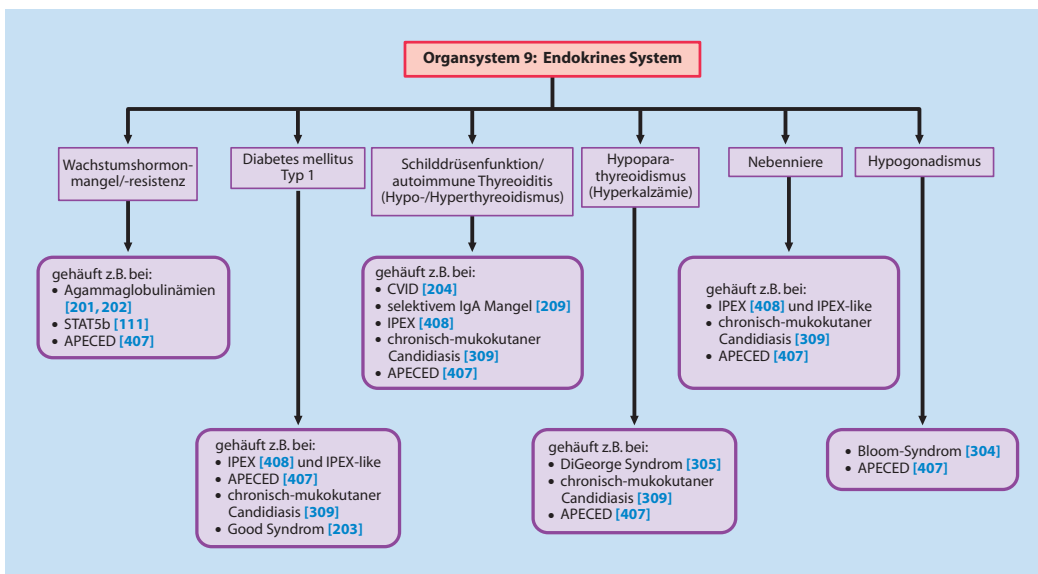 Organsystem 9: Endokrines System
Wachstumshormon-
mangel/-resistenz
Diabetes mellitus
Typ 1
Schilddrüsenfunktion/
autoimmune Thyreoiditis
(Hypo-/Hyperthyreoidismus)
Hypopara-
thyreoidismus
(Hyperkalzämie)
Nebenniere
Hypogonadismus
gehäuft z.B. bei:
• Agammaglobulinämien
[201, 202]
• STAT5b [111]
• APECED [407]
gehäuft z.B. bei:
• CVID [204]
• selektivem IgA Mangel [209]
• IPEX [408]
• chronisch-mukokutaner
Candidiasis [309]
• APECED [407]
gehäuft z.B. bei:
• IPEX [408] und IPEX-like
• chronisch-mukokutaner
Candidiasis [309]
• APECED [407]
gehäuft z.B. bei:
• IPEX [408] und IPEX-like
• APECED [407]
• chronisch-mukokutaner
Candidiasis [309]
• Good Syndrom [203]
gehäuft z.B. bei:
• DiGeorge Syndrom [305]
• chronisch-mukokutaner
Candidiasis [309]
• APECED [407]
• Bloom-Syndrom [304]
• APECED [407]